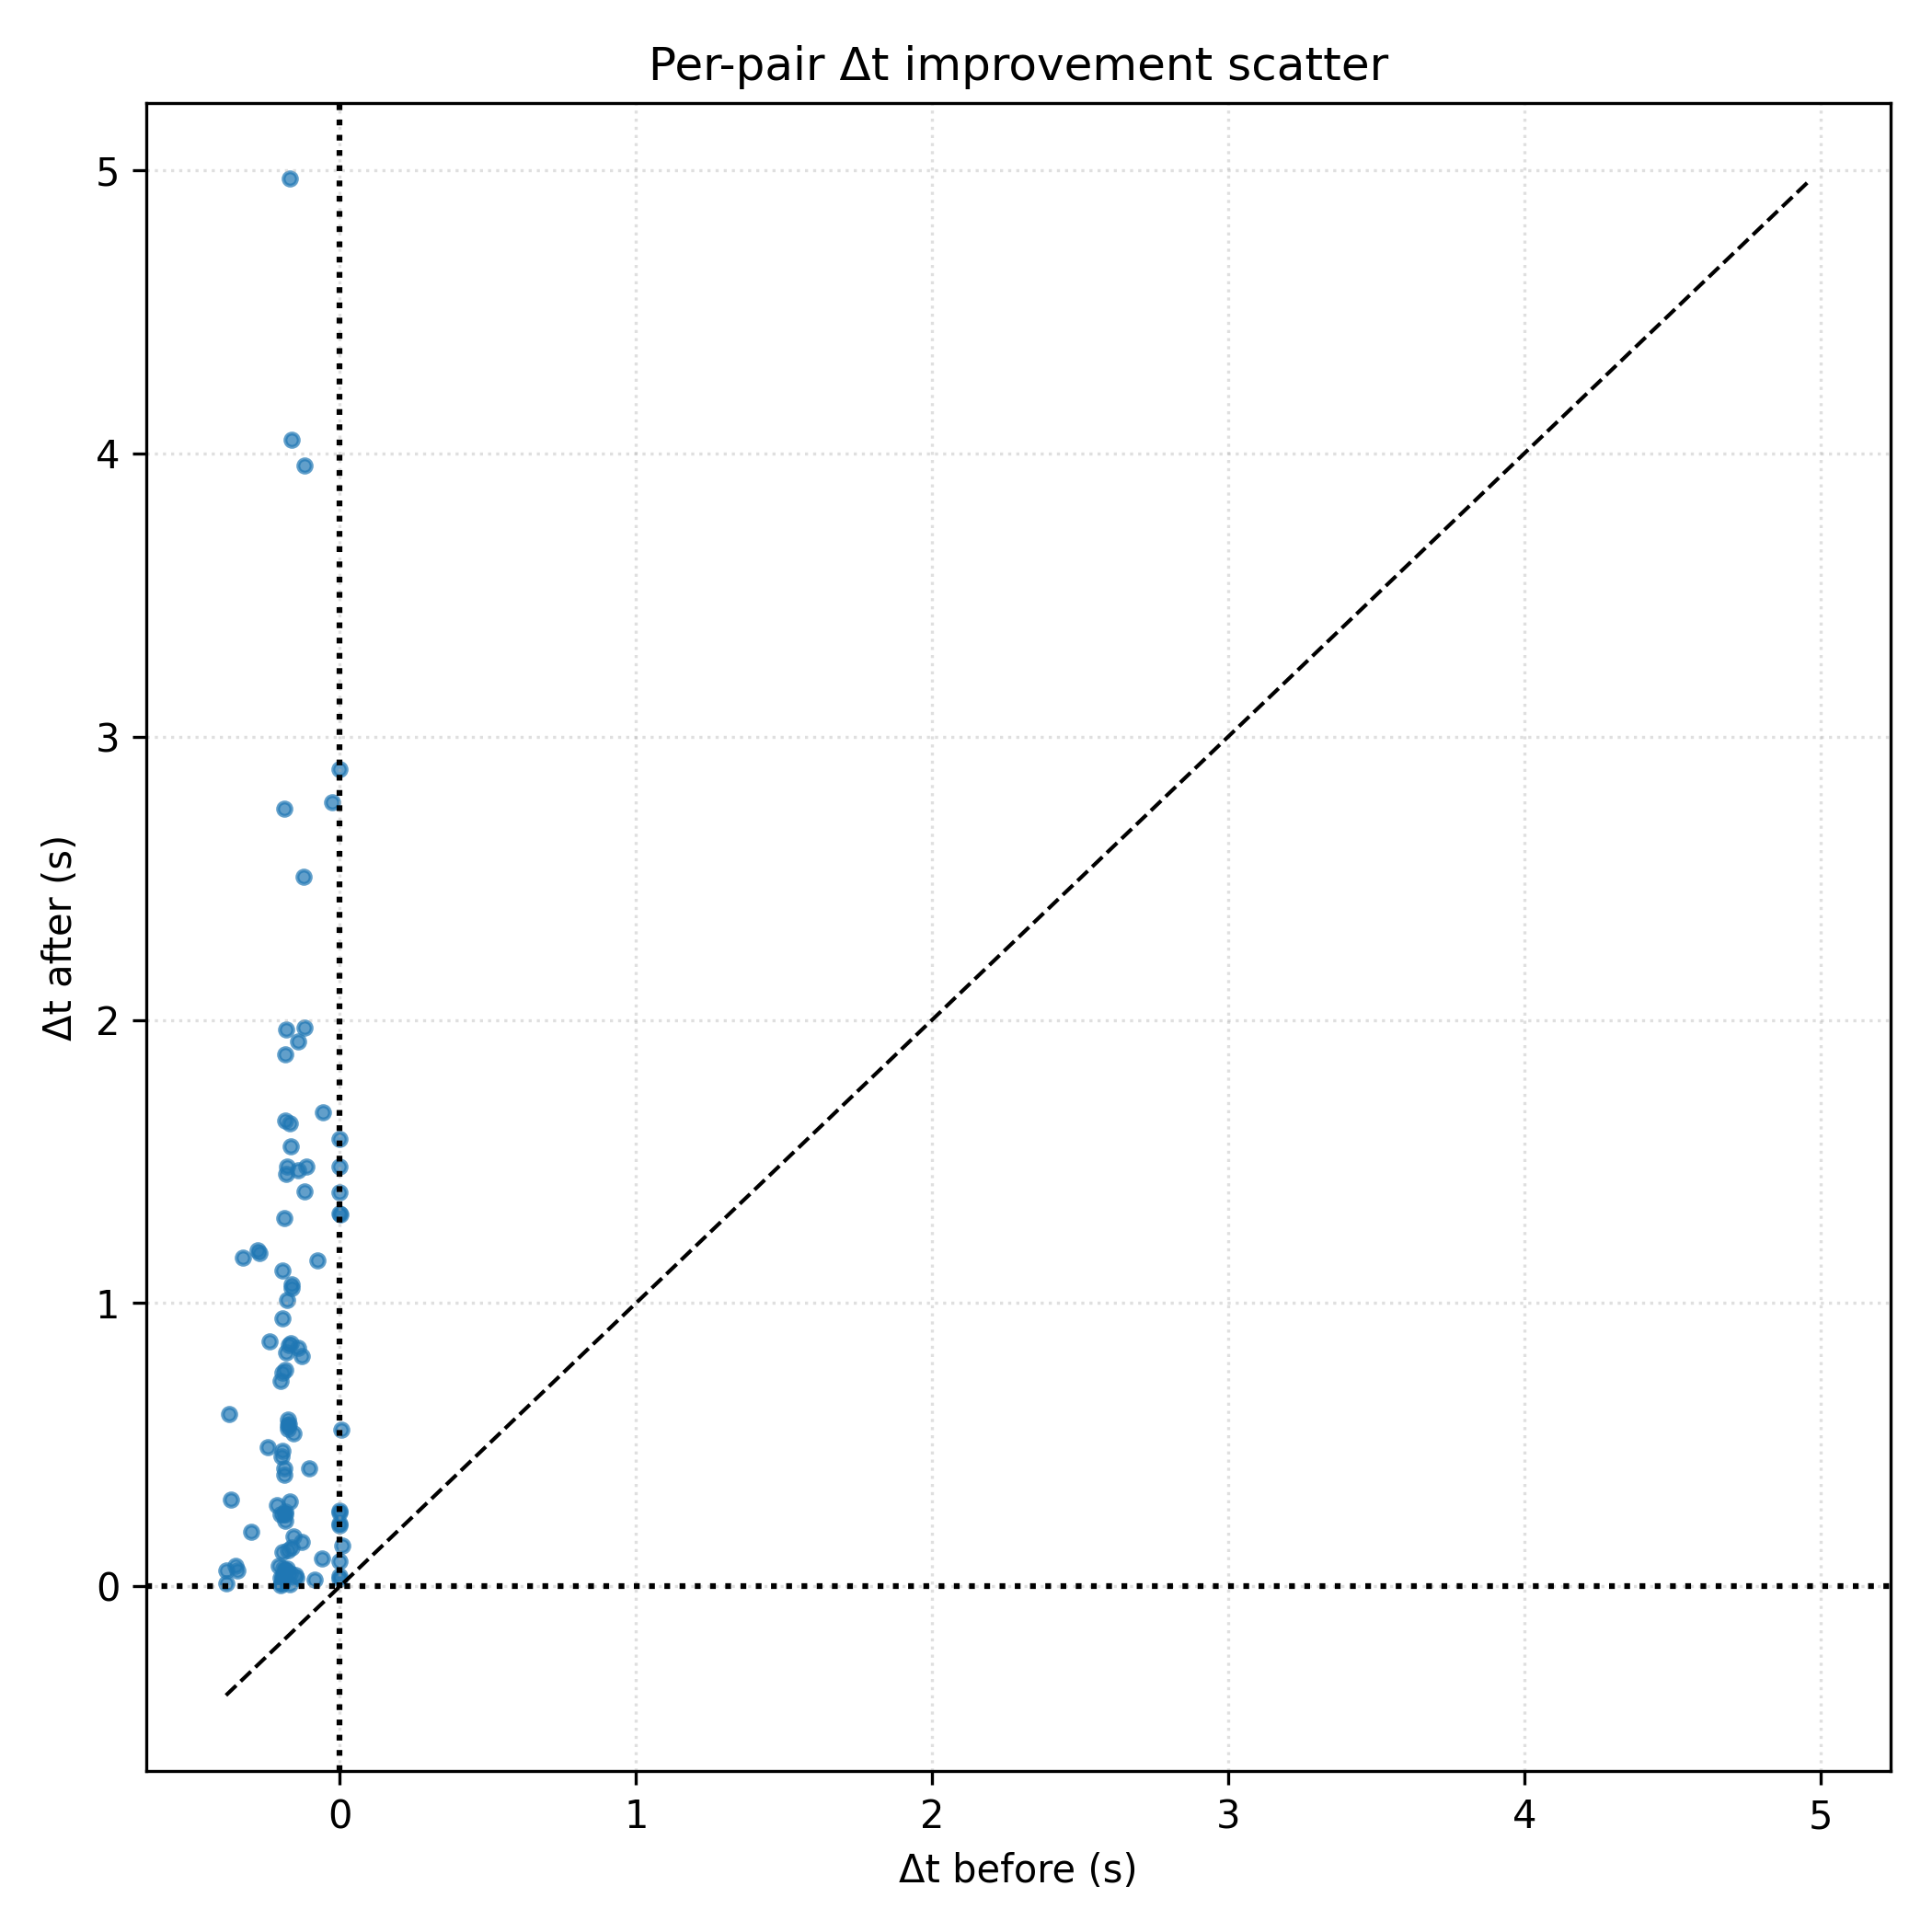 Per-pair Δt improvement scatter
5
4
3
2
1
0
Δt after (s)
0 1 2 3 4 5
Δt before (s)